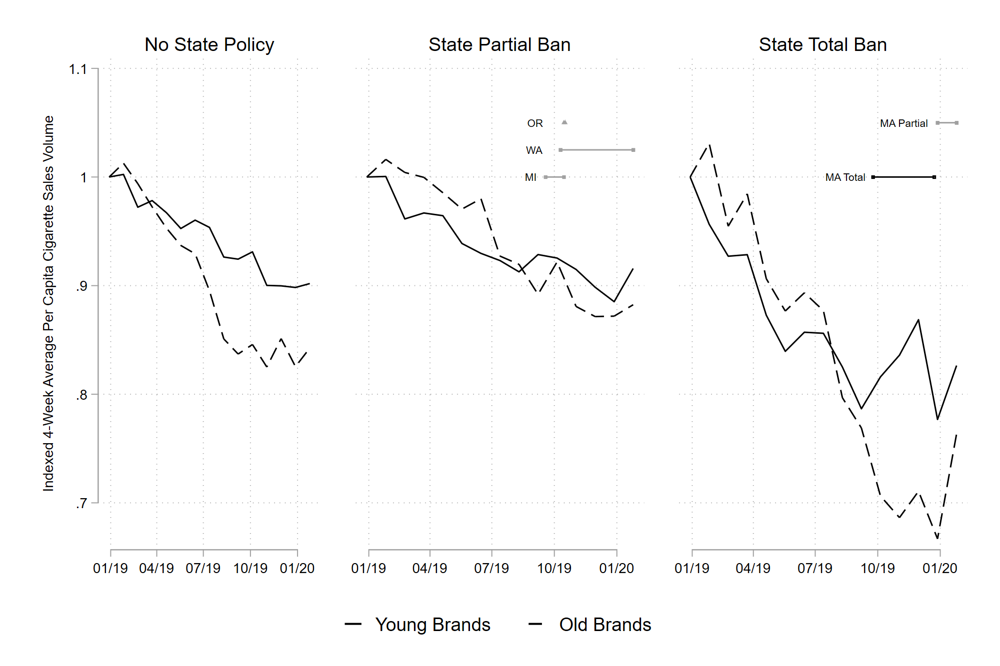 No State Policy
State Partial Ban
State Total Ban
Indexed 4-Week Average Per Capita Cigarette Sales Volume
1.1
1
.9
.8
.7
OR
WA
MI
MA Partial
MA Total
01/19 04/19 07/19 10/19 01/20
01/19 04/19 07/19 10/19 01/20
01/19 04/19 07/19 10/19 01/20
Young Brands
Old Brands